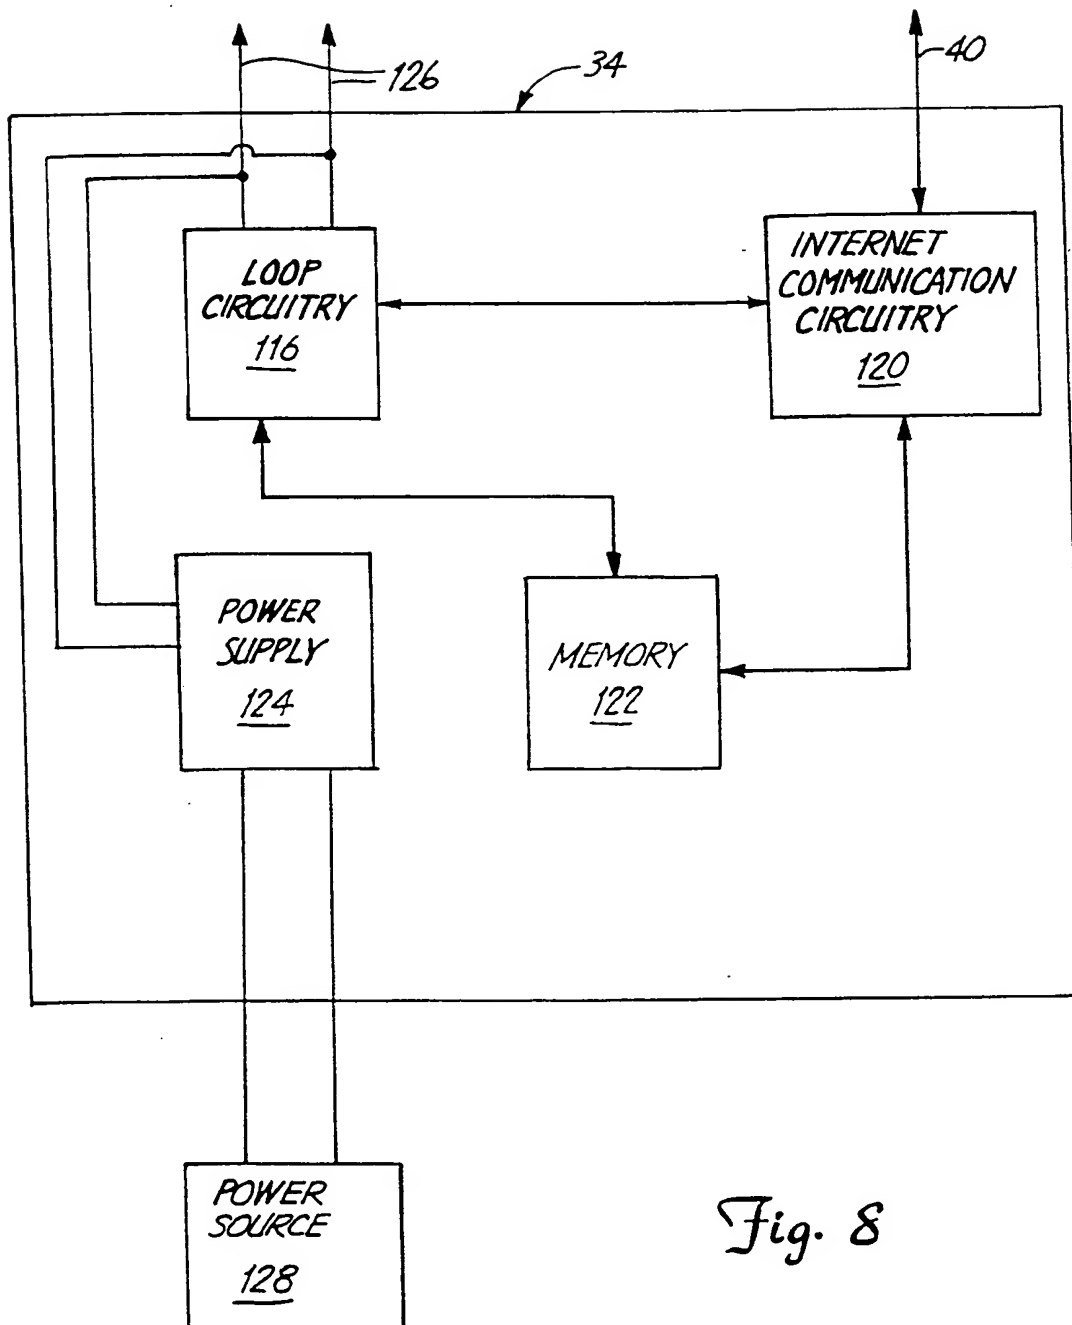 126
34
40
LOOP
CIRCUITRY
116
INTERNET
COMMUNICATION
CIRCUITRY
120
POWER
SUPPLY
124
MEMORY
122
POWER
SOURCE
128
Fig. 8